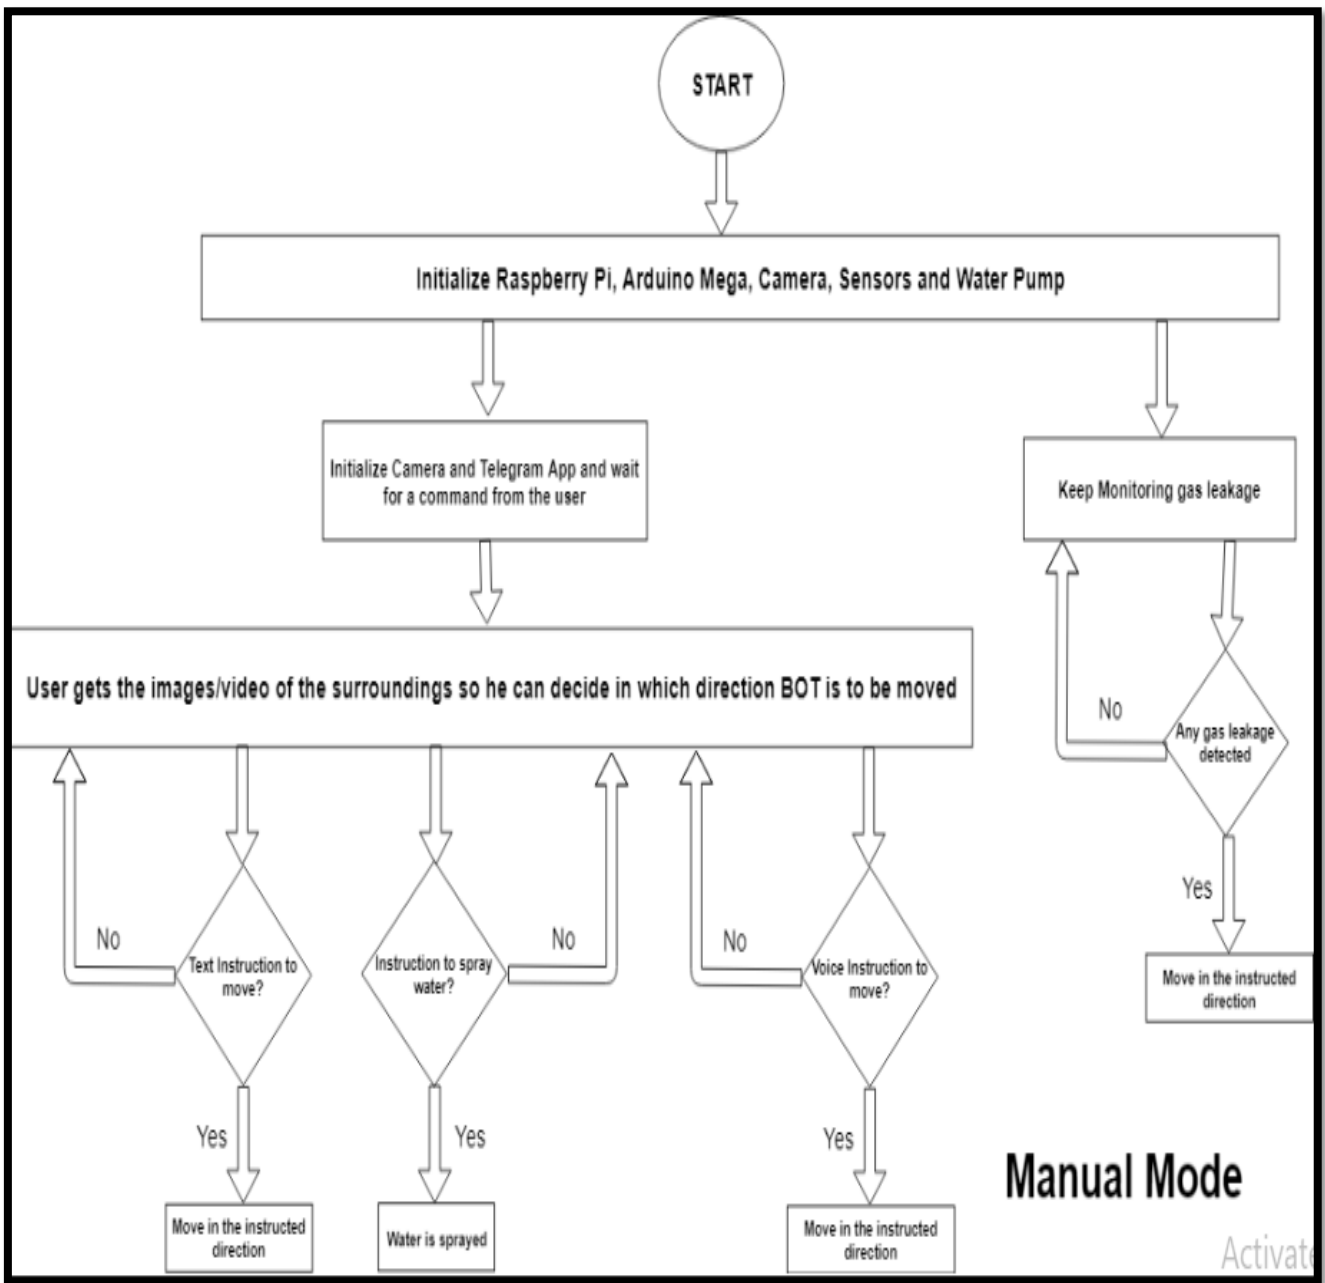 START
Initialize Raspberry Pi, Arduino Mega, Camera, Sensors and Water Pump
Initialize Camera and Telegram App and wait
for a command from the user
Keep Monitoring gas leakage
User gets the images/video of the surroundings so he can decide in which direction BOT is to be moved
No
Any gas leakage
detected
Yes
Move in the instructed
direction
No
Text Instruction to
move?
Instruction to spray
water?
No
No
Voice Instruction to
move?
Yes
Yes
Yes
Move in the instructed
direction
Water is sprayed
Move in the instructed
direction
Manual Mode
Activate